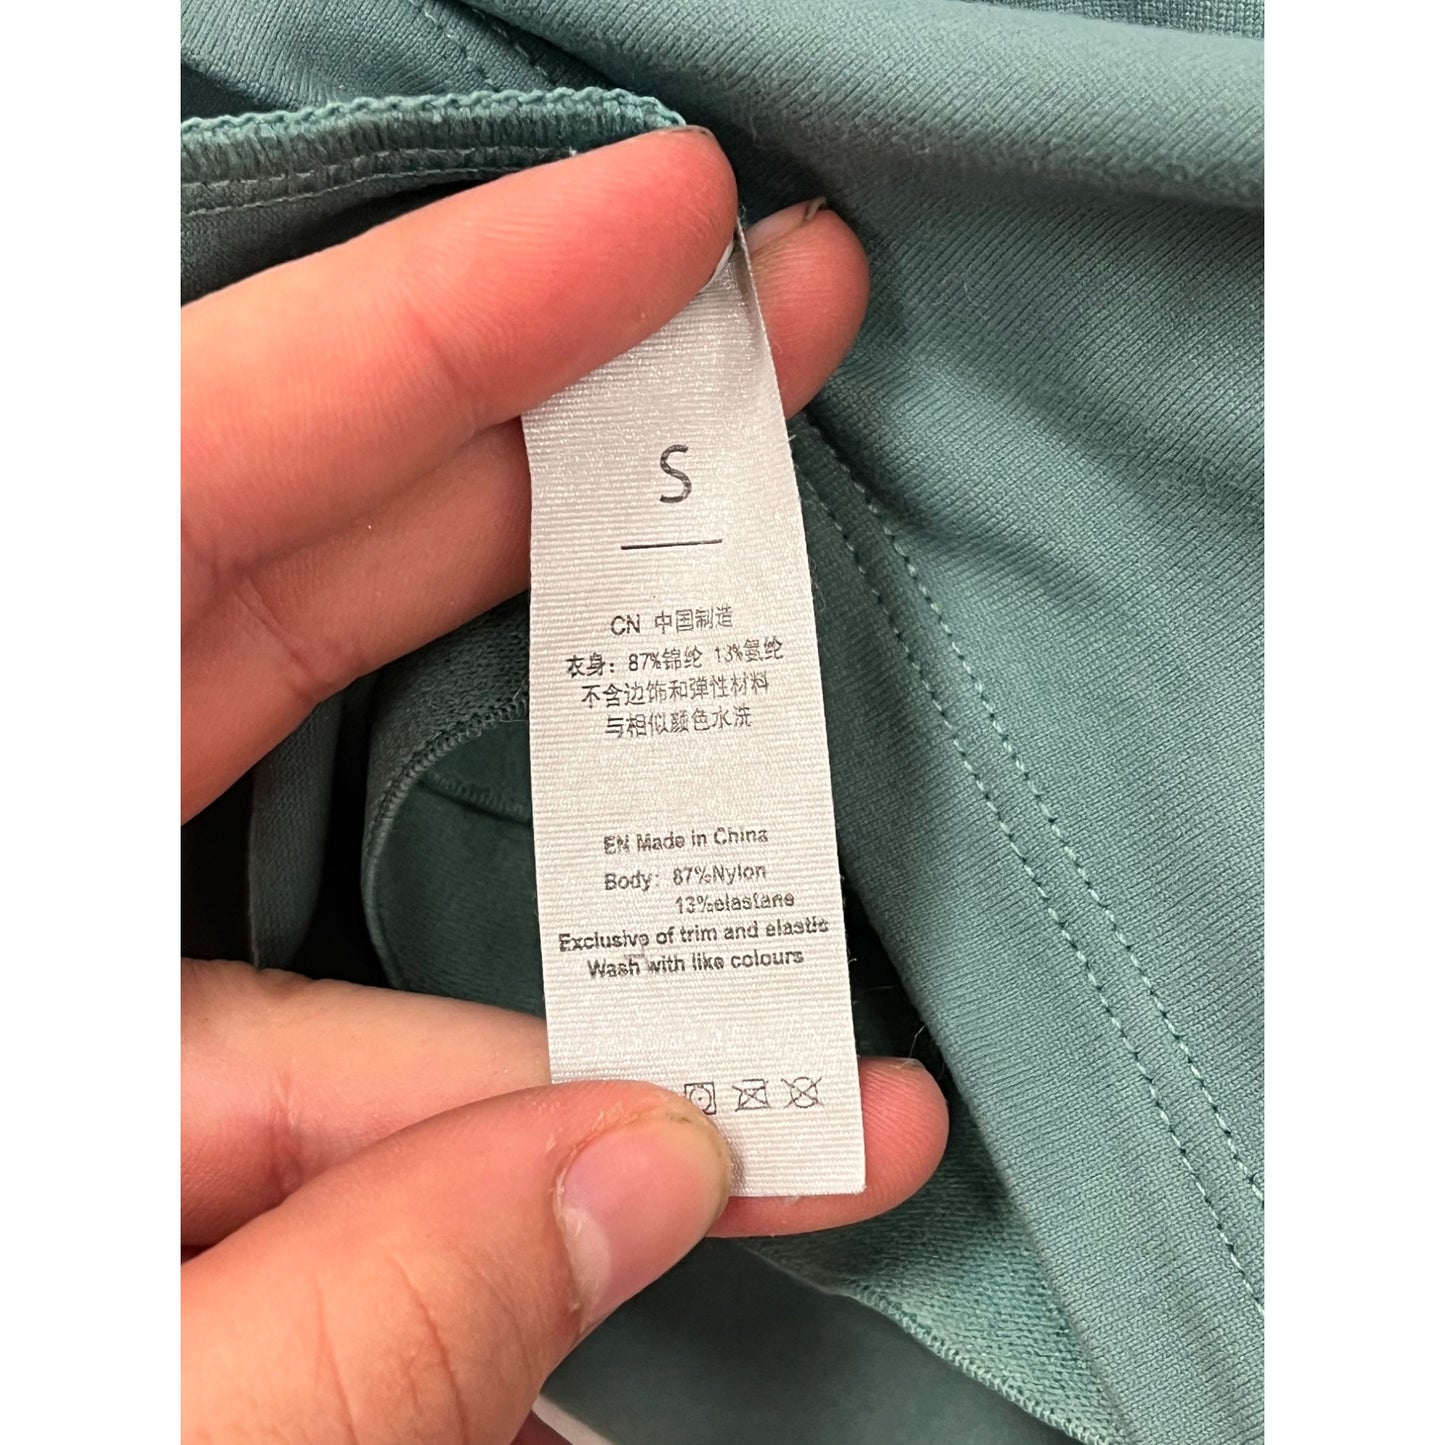 S
CN 中国制造
衣身：87%锦纶 13%氨纶
不含边饰和弹性材料
与相似颜色水洗
EN Made in China
Body: 87%Nylon
13%elastane
Exclusive of trim and elastic
Wash with like colours